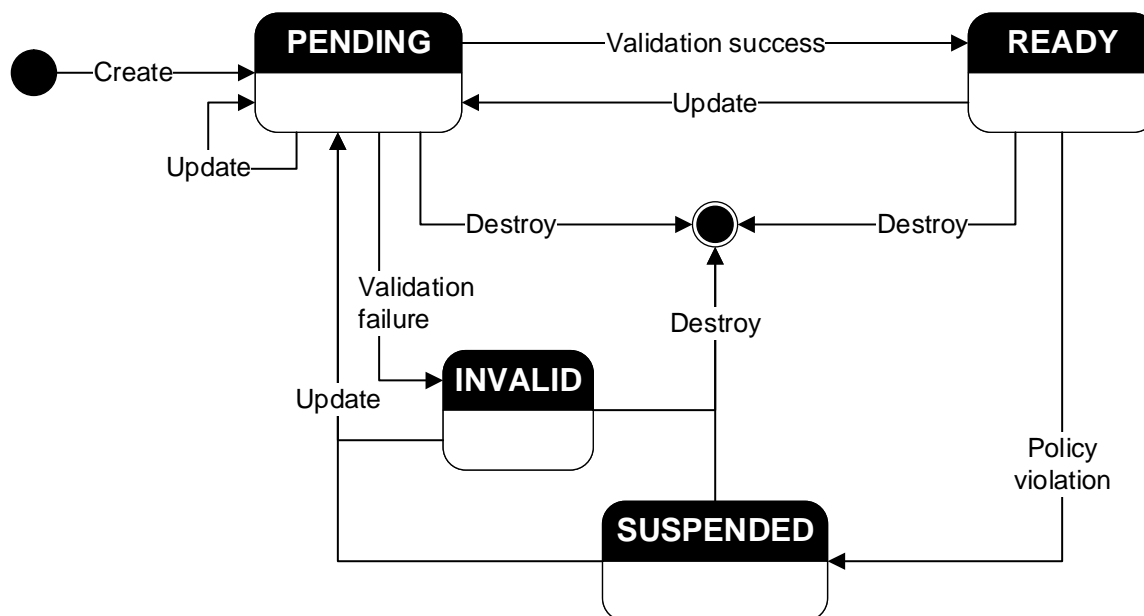 PENDING
Validation success
READY
Create
Update
Update
Destroy
Destroy
Validation
failure
Destroy
INVALID
Update
Policy
violation
SUSPENDED